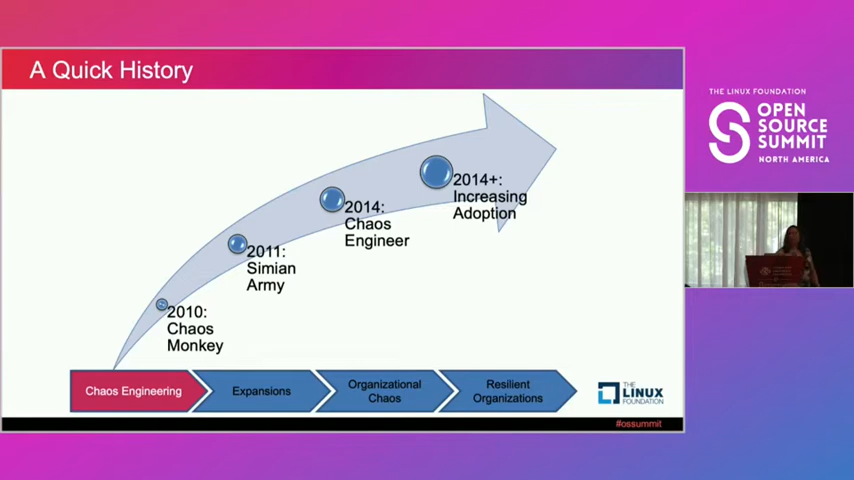 A Quick History
2010:
Chaos
Monkey
2011:
Simian
Army
2014:
Chaos
Engineer
2014+:
Increasing
Adoption
Chaos Engineering
Expansions
Organizational
Chaos
Resilient
Organizations
THE
LINUX
FOUNDATION
#ossummit
THE LINUX FOUNDATION
OPEN
SOURCE
SUMMIT
NORTH AMERICA